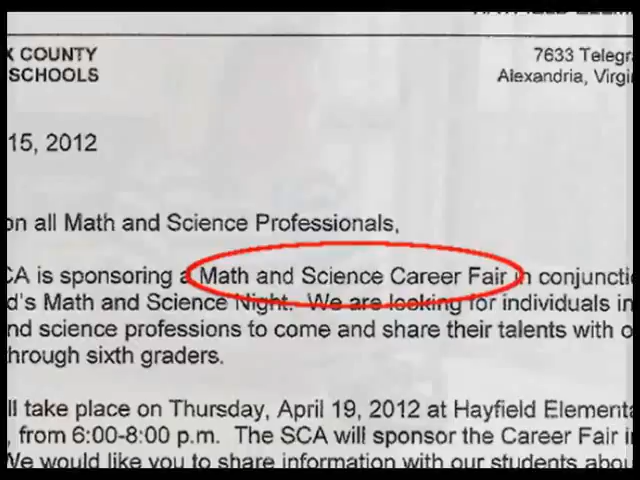 X COUNTY
SCHOOLS
7633 Telegr
Alexandria, Virgi
15, 2012
on all Math and Science Professionals,
CA is sponsoring a Math and Science Career Fair in conjuncti
d's Math and Science Night. We are looking for individuals in
nd science professions to come and share their talents with o
hrough sixth graders.
ll take place on Thursday, April 19, 2012 at Hayfield Elementa
, from 6:00-8:00 p.m. The SCA will sponsor the Career Fair i
We would like you to share information with our students abou